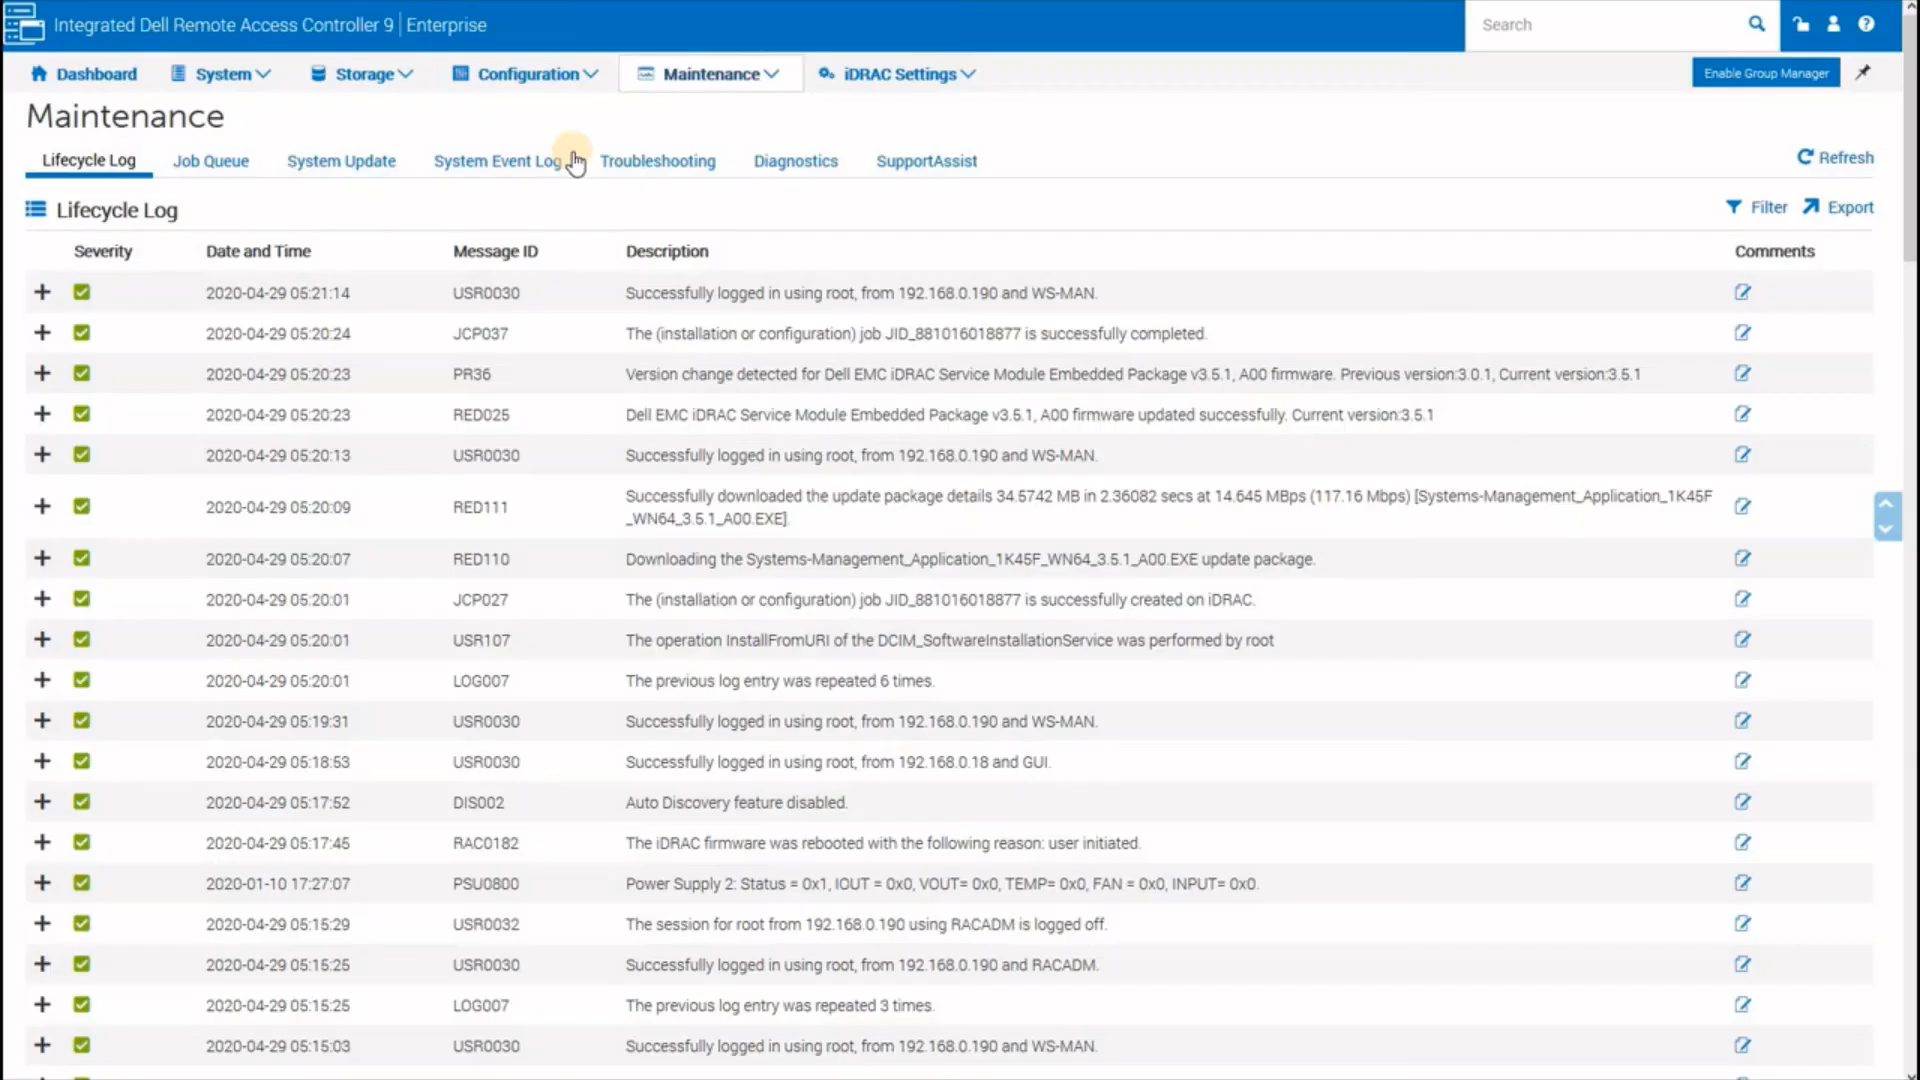 Integrated Dell Remote Access Controller 9 | Enterprise
Search
Dashboard System Storage Configuration Maintenance iDRAC Settings Enable Group Manager
Maintenance
Lifecycle Log Job Queue System Update System Event Log Troubleshooting Diagnostics SupportAssist Refresh
Lifecycle Log Filter Export
Severity Date and Time Message ID Description Comments
2020-04-29 05:21:14 USR0030 Successfully logged in using root, from 192.168.0.190 and WS-MAN.
2020-04-29 05:20:24 JCP037 The (installation or configuration) job JID_881016018877 is successfully completed.
2020-04-29 05:20:23 PR36 Version change detected for Dell EMC iDRAC Service Module Embedded Package v3.5.1, A00 firmware. Previous version:3.0.1, Current version:3.5.1
2020-04-29 05:20:23 RED025 Dell EMC iDRAC Service Module Embedded Package v3.5.1, A00 firmware updated successfully. Current version:3.5.1
2020-04-29 05:20:13 USR0030 Successfully logged in using root, from 192.168.0.190 and WS-MAN.
2020-04-29 05:20:09 RED111 Successfully downloaded the update package details 34.5742 MB in 2.36082 secs at 14.645 MBps (117.16 Mbps) [Systems-Management_Application_1K45F
_WN64_3.5.1_A00.EXE].
2020-04-29 05:20:07 RED110 Downloading the Systems-Management_Application_1K45F_WN64_3.5.1_A00.EXE update package.
2020-04-29 05:20:01 JCP027 The (installation or configuration) job JID_881016018877 is successfully created on iDRAC.
2020-04-29 05:20:01 USR107 The operation InstallFromURI of the DCIM_SoftwareInstallationService was performed by root
2020-04-29 05:20:01 LOG007 The previous log entry was repeated 6 times.
2020-04-29 05:19:31 USR0030 Successfully logged in using root, from 192.168.0.190 and WS-MAN.
2020-04-29 05:18:53 USR0030 Successfully logged in using root, from 192.168.0.18 and GUI.
2020-04-29 05:17:52 DIS002 Auto Discovery feature disabled.
2020-04-29 05:17:45 RAC0182 The iDRAC firmware was rebooted with the following reason: user initiated.
2020-01-10 17:27:07 PSU0800 Power Supply 2: Status = 0x1, IOUT = 0x0, VOUT= 0x0, TEMP= 0x0, FAN = 0x0, INPUT= 0x0.
2020-04-29 05:15:29 USR0032 The session for root from 192.168.0.190 using RACADM is logged off.
2020-04-29 05:15:25 USR0030 Successfully logged in using root, from 192.168.0.190 and RACADM.
2020-04-29 05:15:25 LOG007 The previous log entry was repeated 3 times.
2020-04-29 05:15:03 USR0030 Successfully logged in using root, from 192.168.0.190 and WS-MAN.